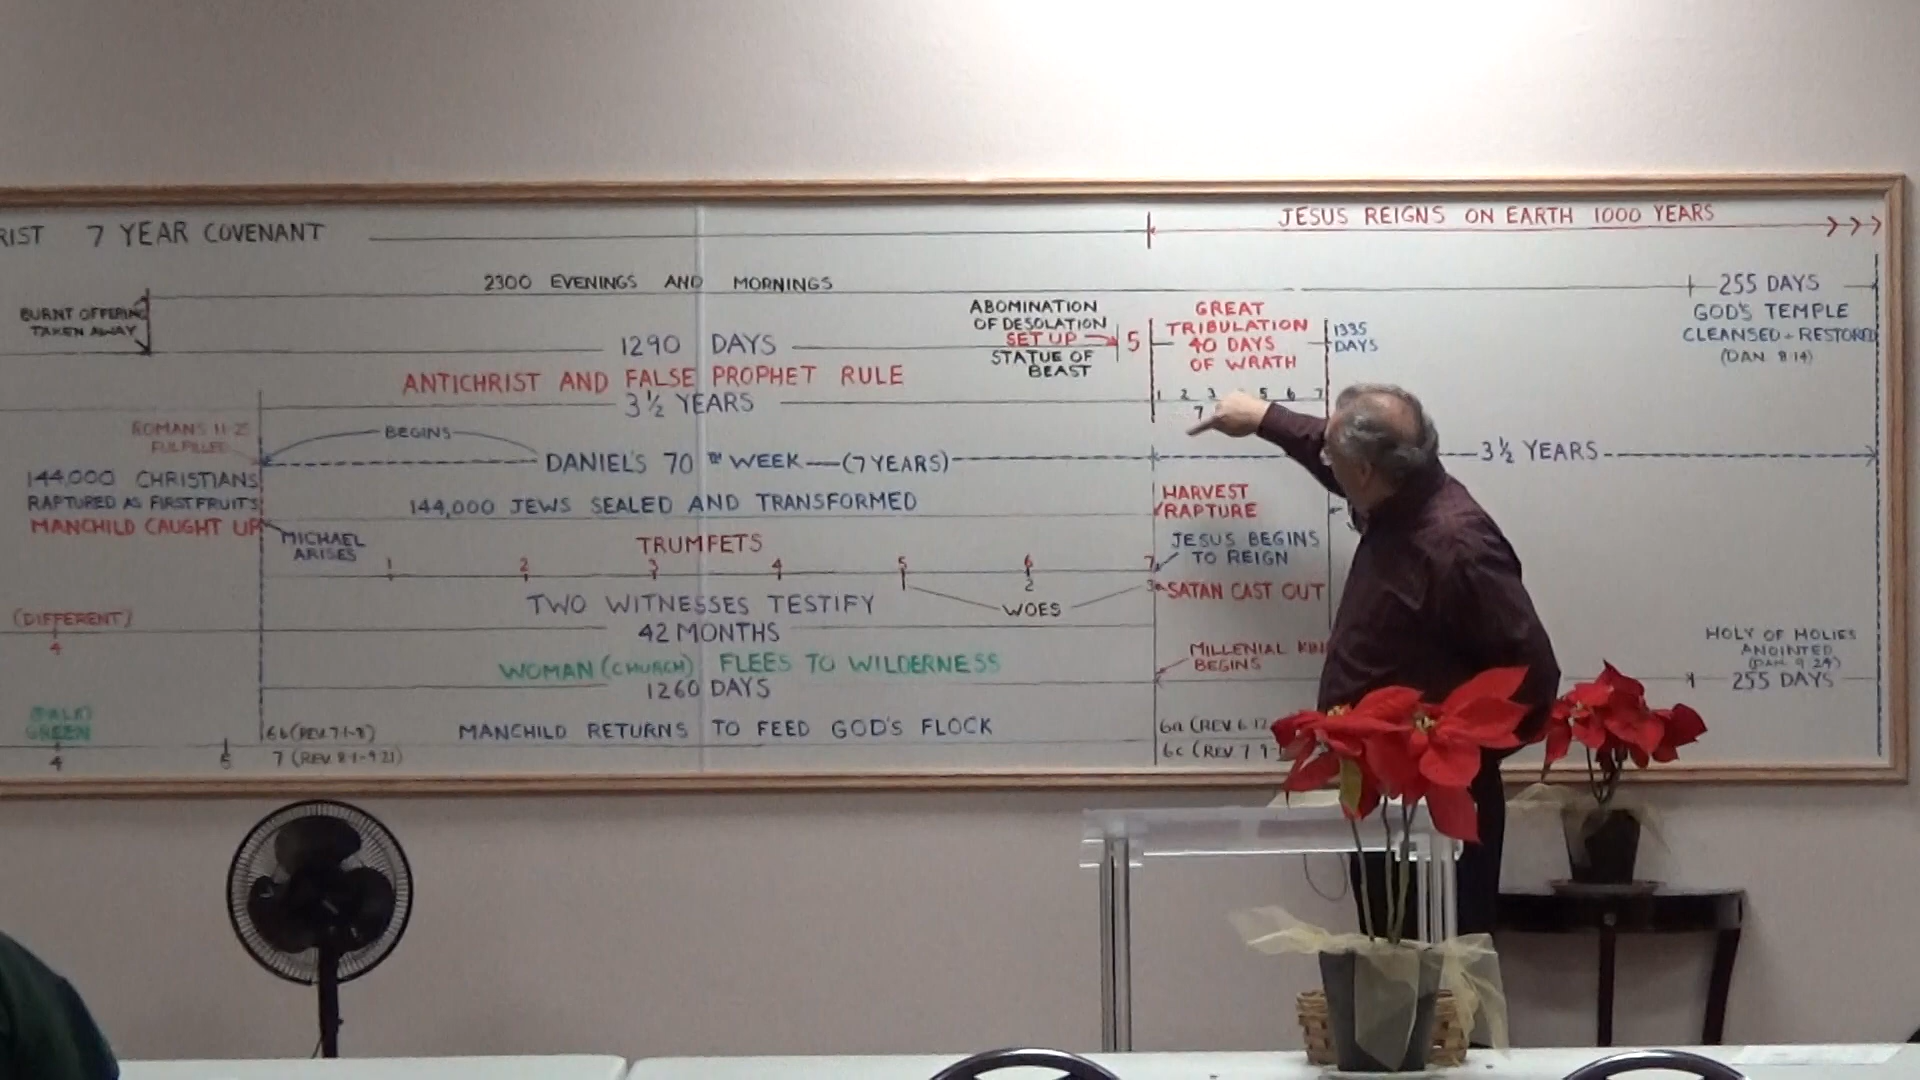 RIST 7 YEAR COVENANT
JESUS REIGNS ON EARTH 1000 YEARS
2300 EVENINGS AND MORNINGS
255 DAYS
GOD'S TEMPLE
CLEANSED + RESTORED
(DAN 8 14)
BURNT OFFERING
TAKEN AWAY
1290 DAYS
ABOMINATION
OF DESOLATION
SET UP
STATUE OF
BEAST
5
GREAT
TRIBULATION
40 DAYS
OF WRATH
1335
DAYS
1 2 3 5 6 7
7
ANTICHRIST AND FALSE PROPHET RULE
3 1/2 YEARS
ROMANS 11 25
FULFILLED
BEGINS
DANIEL'S 70TH WEEK — (7 YEARS)
3 1/2 YEARS
144,000 CHRISTIANS
RAPTURED AS FIRSTFRUITS
MANCHILD CAUGHT UP
MICHAEL
ARISES
144,000 JEWS SEALED AND TRANSFORMED
HARVEST
RAPTURE
TRUMPETS
1 2 3 4 5 6 7
2 3
WOES
JESUS BEGINS
TO REIGN
SATAN CAST OUT
(DIFFERENT)
4
TWO WITNESSES TESTIFY
42 MONTHS
MILLENIAL KIN
BEGINS
HOLY OF HOLIES
ANOINTED
(DAN 9 24)
255 DAYS
WOMAN (CHURCH) FLEES TO WILDERNESS
1260 DAYS
(PALE)
GREEN
4 5
6b (REV. 7 1-8)
7 (REV. 8 1-9 21)
MANCHILD RETURNS TO FEED GOD'S FLOCK
6a (REV 6 12
6c (REV 7 9-